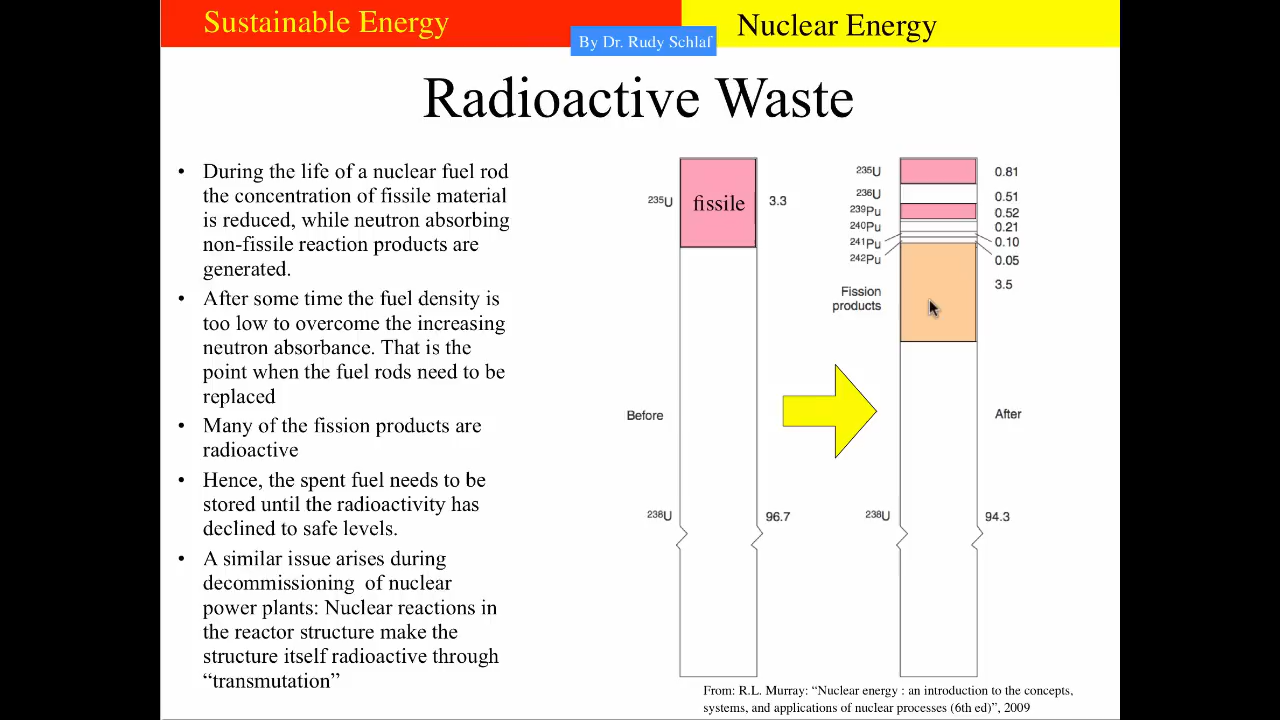 Sustainable Energy
Nuclear Energy
By Dr. Rudy Schlaf
Radioactive Waste
• During the life of a nuclear fuel rod
the concentration of fissile material
is reduced, while neutron absorbing
non-fissile reaction products are
generated.
• After some time the fuel density is
too low to overcome the increasing
neutron absorbance. That is the
point when the fuel rods need to be
replaced
• Many of the fission products are
radioactive
• Hence, the spent fuel needs to be
stored until the radioactivity has
declined to safe levels.
• A similar issue arises during
decommissioning of nuclear
power plants: Nuclear reactions in
the reactor structure make the
structure itself radioactive through
“transmutation”
²³⁵U fissile 3.3
Before
²³⁸U 96.7
²³⁵U 0.81
²³⁶U 0.51
²³⁹Pu 0.52
²⁴⁰Pu 0.21
²⁴¹Pu 0.10
²⁴²Pu 0.05
Fission 3.5
products
After
²³⁸U 94.3
From: R.L. Murray: “Nuclear energy : an introduction to the concepts,
systems, and applications of nuclear processes (6th ed)”, 2009